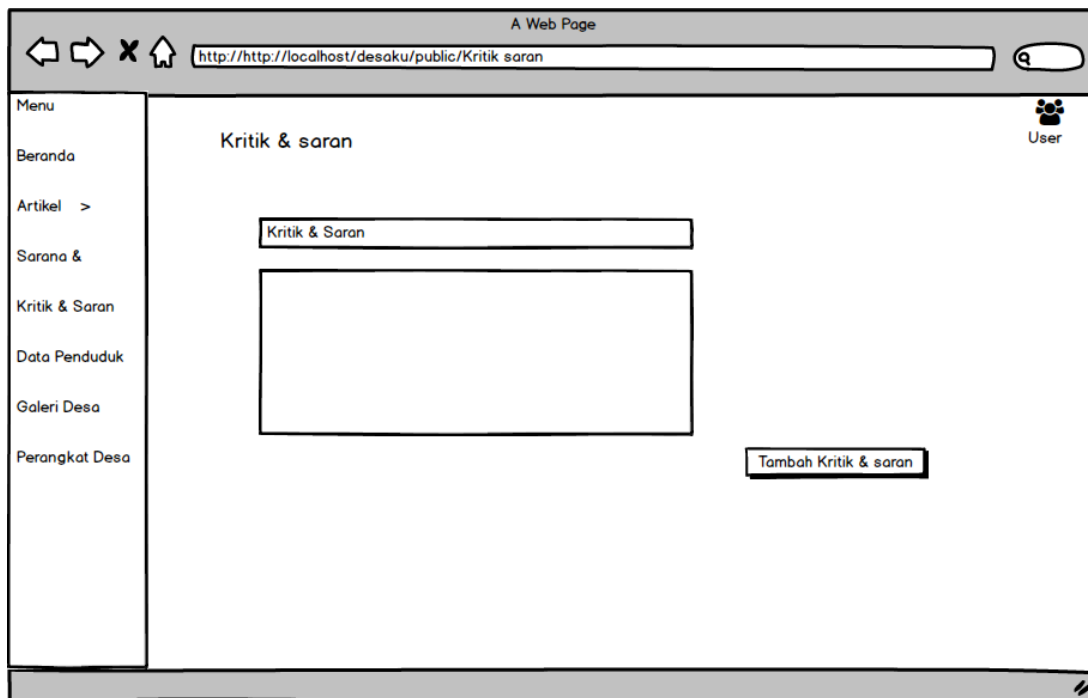 A Web Page
http://http://localhost/desaku/public/Kritik saran
Menu
User
Kritik & saran
Beranda
Artikel >
Kritik & Saran
Sarana &
Kritik & Saran
Data Penduduk
Galeri Desa
Perangkat Desa
Tambah Kritik & saran